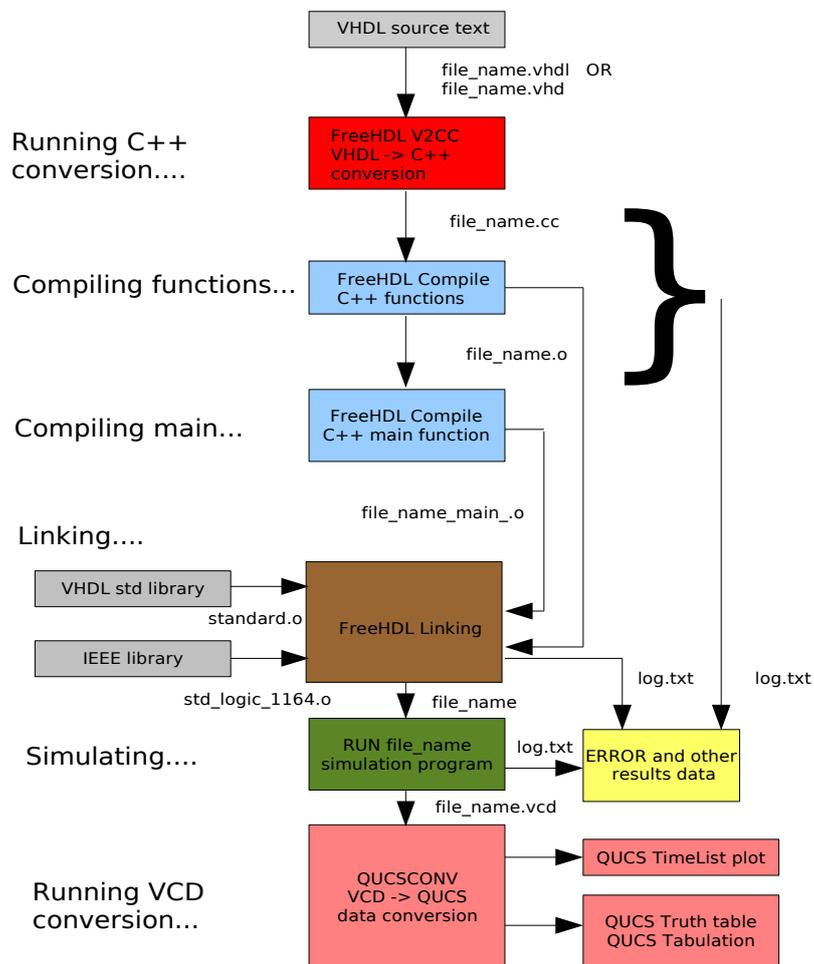 VHDL source text
file_name.vhdl   OR
file_name.vhd
Running C++
conversion....
FreeHDL V2CC
VHDL -> C++
conversion
file_name.cc
}
Compiling functions...
FreeHDL Compile
C++ functions
file_name.o
Compiling main...
FreeHDL Compile
C++ main function
file_name_main_.o
Linking....
VHDL std library
standard.o
FreeHDL Linking
IEEE library
std_logic_1164.o
file_name
log.txt
log.txt
Simulating....
RUN file_name
simulation program
log.txt
ERROR and other
results data
file_name.vcd
Running VCD
conversion...
QUCSCONV
VCD -> QUCS
data conversion
QUCS TimeList plot
QUCS Truth table
QUCS Tabulation